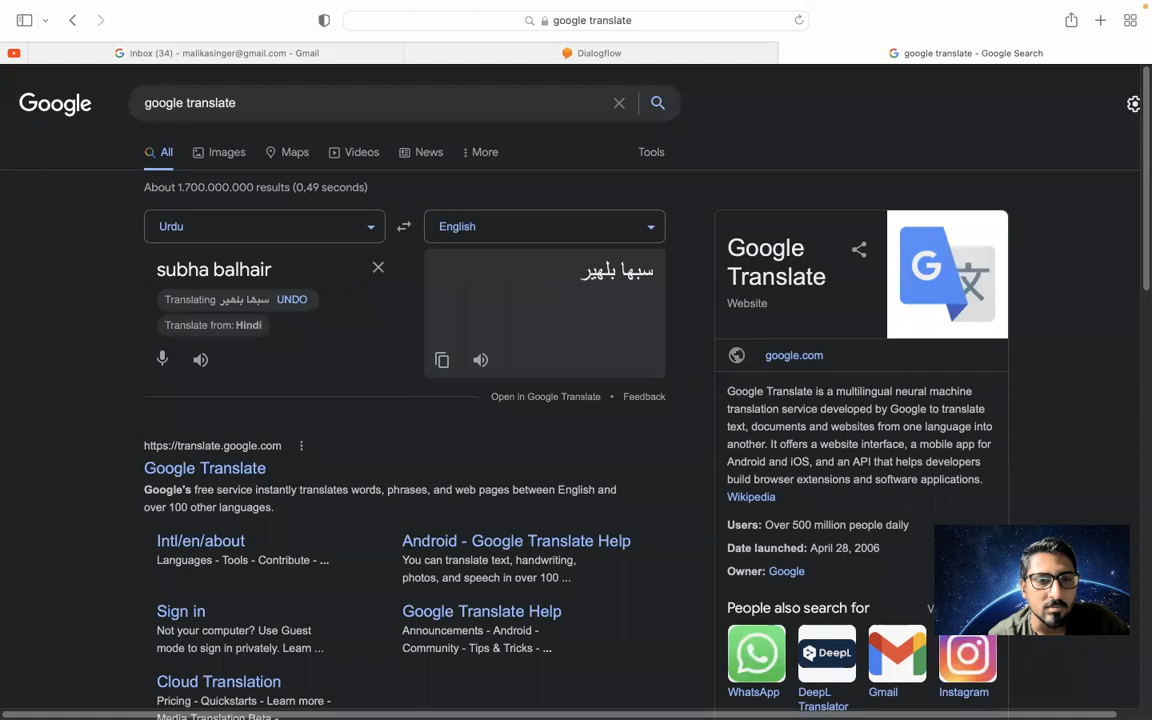 google translate
Inbox (34) - malikasinger@gmail.com - Gmail
Dialogflow
google translate - Google Search
Google
google translate
All
Images
Maps
Videos
News
More
Tools
About 1.700.000.000 results (0,49 seconds)
Urdu
English
subha balhair
سبھا بلھیر
Translating سبھا بلھیر UNDO
Translate from: Hindi
Open in Google Translate • Feedback
https://translate.google.com
Google Translate
Google's free service instantly translates words, phrases, and web pages between English and
over 100 other languages.
Intl/en/about
Languages - Tools - Contribute - ...
Android - Google Translate Help
You can translate text, handwriting,
photos, and speech in over 100 ...
Sign in
Not your computer? Use Guest
mode to sign in privately. Learn ...
Google Translate Help
Announcements - Android -
Community - Tips & Tricks - ...
Cloud Translation
Pricing - Quickstarts - Learn more -
Media Translation Beta -
Google
Translate
Website
G
google.com
Google Translate is a multilingual neural machine
translation service developed by Google to translate
text, documents and websites from one language into
another. It offers a website interface, a mobile app for
Android and iOS, and an API that helps developers
build browser extensions and software applications.
Wikipedia
Users: Over 500 million people daily
Date launched: April 28, 2006
Owner: Google
People also search for
DeepL
WhatsApp
DeepL
Translator
Gmail
Instagram